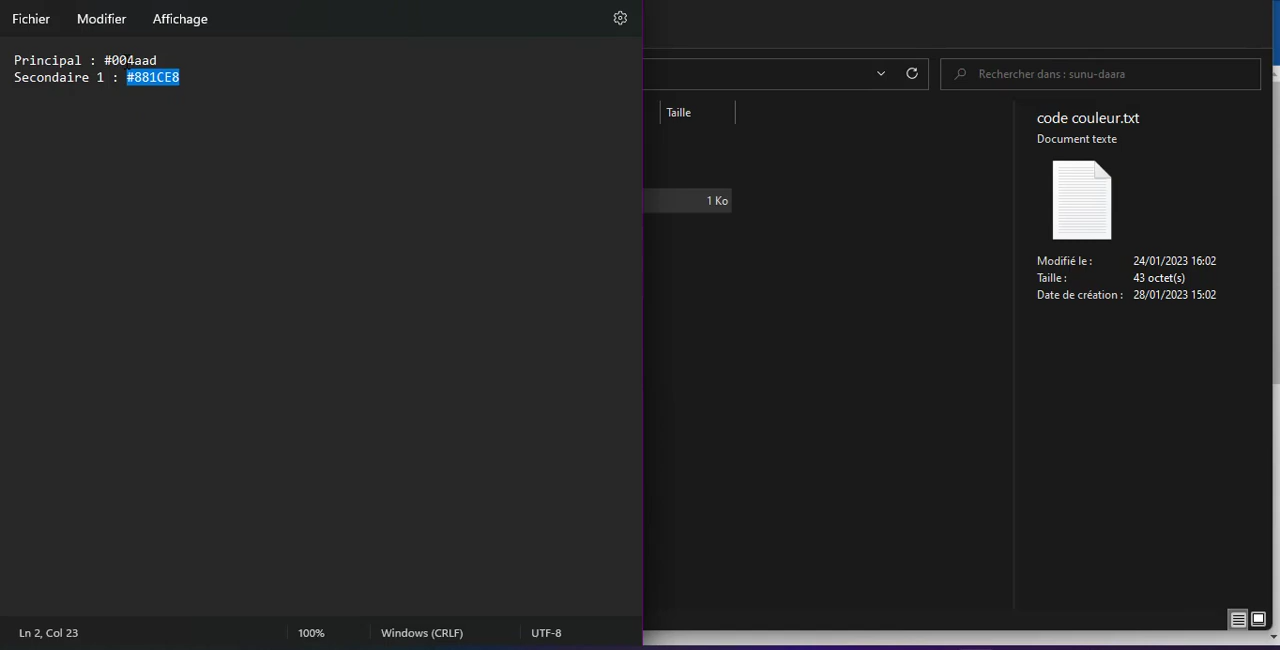 Fichier Modifier Affichage
Principal : #004aad
Secondaire 1 : #881CE8
Ln 2, Col 23 100% Windows (CRLF) UTF-8
Rechercher dans : sunu-daara
Taille
1 Ko
code couleur.txt
Document texte
Modifié le : 24/01/2023 16:02
Taille : 43 octet(s)
Date de création : 28/01/2023 15:02